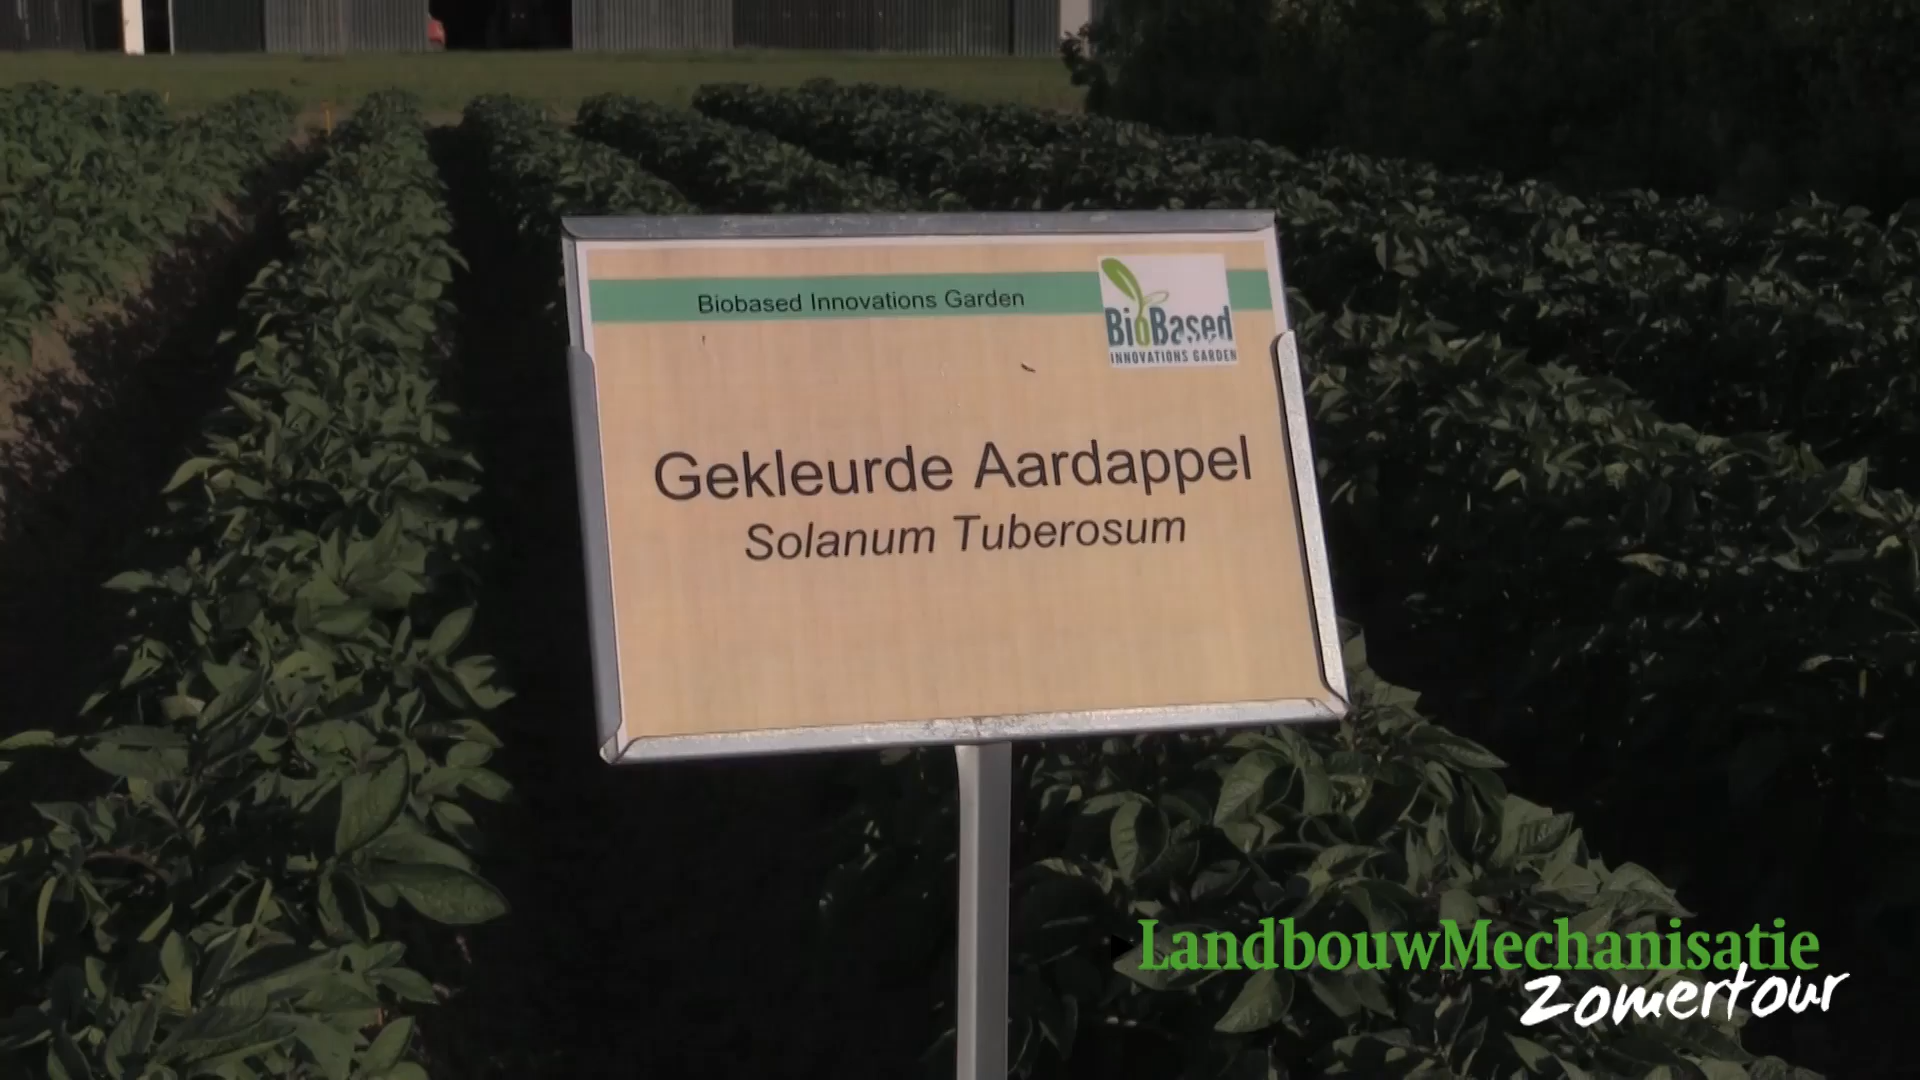 Biobased Innovations Garden
BioBased
INNOVATIONS GARDEN
Gekleurde Aardappel
Solanum Tuberosum
LandbouwMechanisatie
Zomertour